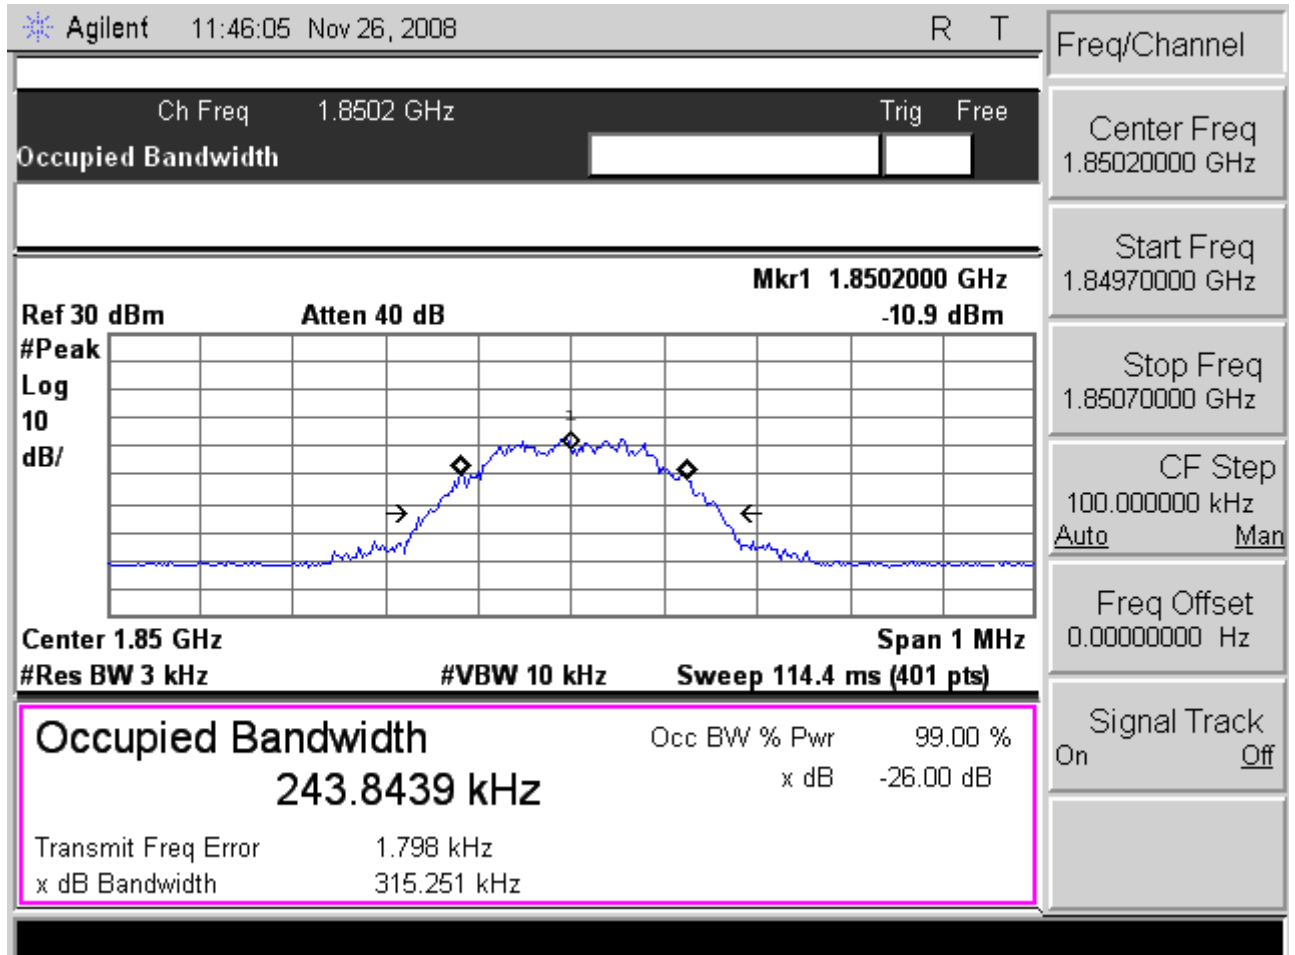 Agilent 11:46:05 Nov 26, 2008 R T
Ch Freq 1.8502 GHz Trig Free
Occupied Bandwidth
Mkr1 1.8502000 GHz
Ref 30 dBm Atten 40 dB -10.9 dBm
#Peak
Log
10
dB/
1
Center 1.85 GHz Span 1 MHz
#Res BW 3 kHz #VBW 10 kHz Sweep 114.4 ms (401 pts)
Occupied Bandwidth
243.8439 kHz
Occ BW % Pwr 99.00 %
x dB -26.00 dB
Transmit Freq Error 1.798 kHz
x dB Bandwidth 315.251 kHz
Freq/Channel
Center Freq
1.85020000 GHz
Start Freq
1.84970000 GHz
Stop Freq
1.85070000 GHz
CF Step
100.000000 kHz
Auto Man
Freq Offset
0.00000000 Hz
Signal Track
On Off